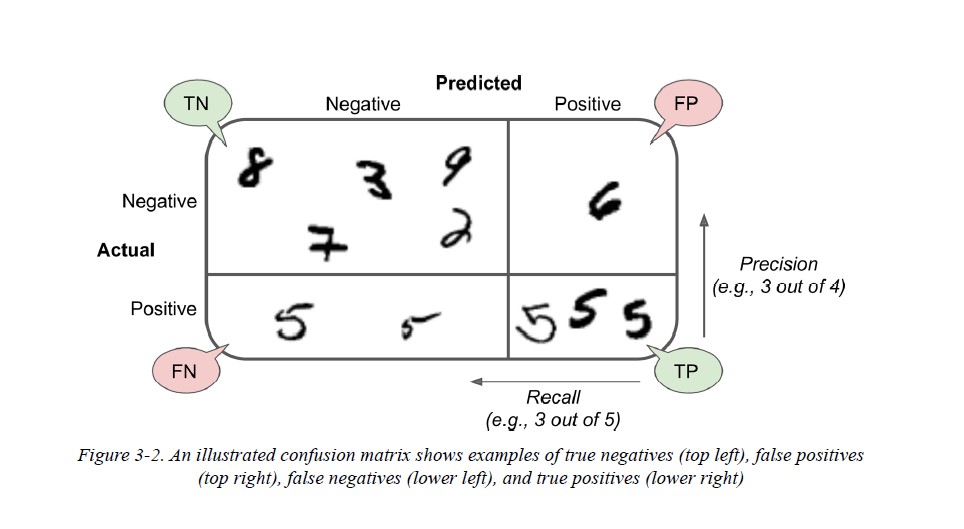 Predicted
TN Negative Positive FP
8 3 9
6
Negative
7 2
Actual
Precision
(e.g., 3 out of 4)
Positive
5 5 5 5 5
FN TP
Recall
(e.g., 3 out of 5)
Figure 3-2. An illustrated confusion matrix shows examples of true negatives (top left), false positives
(top right), false negatives (lower left), and true positives (lower right)